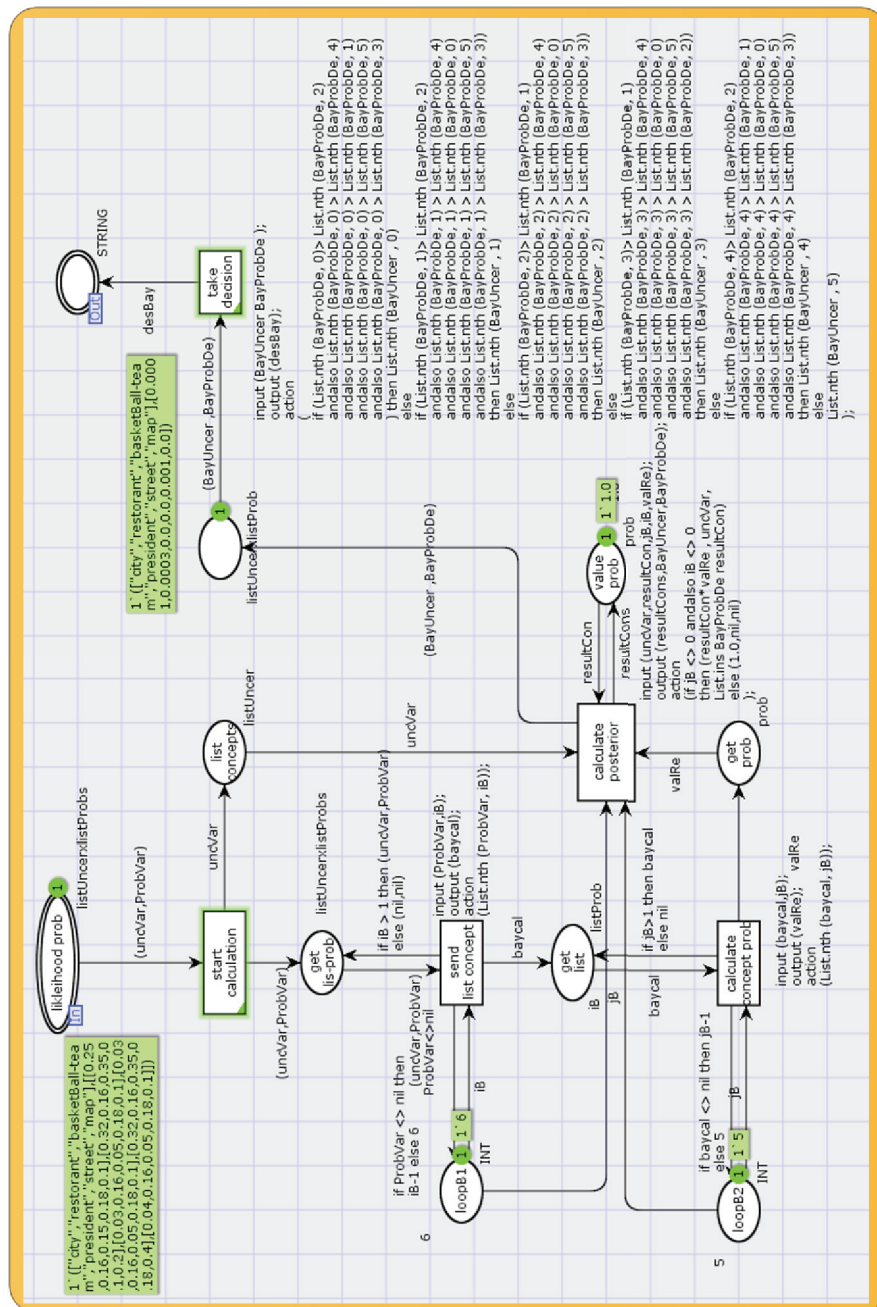 1`(["city","restorant","basketBall-tea
m","president","street","map"],[[0.25
,0.16,0.15,0.18,0.1],[0.32,0.16,0.35,0
.1,0.2],[0.03,0.16,0.05,0.18,0.1],[0.03
,0.16,0.05,0.18,0.1],[0.32,0.16,0.35,0
.18,0.4],[0.04,0.16,0.05,0.18,0.1]])
likleihood prob
In
1
listUncerxlistProbs
(uncVar,ProbVar)
start
calculation
uncVar
list
concepts
listUncer
(uncVar,ProbVar)
get
lis-prob
listUncerxlistProbs
uncVar
if iB > 1 then (uncVar,ProbVar)
else (nil,nil)
(uncVar,ProbVar)
ProbVar<>nil
send
list concept
input (ProbVar,iB);
output (baycal);
action
(List.nth (ProbVar, iB));
if ProbVar <> nil then
iB-1 else 6
iB
6
loopB1
1
1`6
INT
baycal
get
list
listProb
iB
jB
if jB>1 then baycal
else nil
baycal
calculate
concept prob
input (baycal,jB);
output (valRe);
action
(List.nth (baycal, jB));
valRe
if baycal <> nil then jB-1
else 5
jB
5
loopB2
1
1`5
INT
get
prob
prob
valRe
calculate
posterior
input (uncVar,resultCon,jB,iB,valRe);
output (resultCons,BayUncer,BayProbDe);
action
(if jB <> 0 andalso iB <> 0
then (resultCon*valRe , uncVar,
List.ins BayProbDe resultCon)
else (1.0,nil,nil)
);
resultCon
resultCons
value
prob
1
1`1.0
prob
(BayUncer ,BayProbDe)
1`(["city","restorant","basketBall-tea
m","president","street","map"],[0.000
1,0.0003,0.0,0.0,0.001,0.0])
1
listUncerxlistProb
(BayUncer ,BayProbDe)
take
decision
desBay
Out
STRING
input (BayUncer BayProbDe );
output (desBay);
action
(
if (List.nth (BayProbDe, 0)> List.nth (BayProbDe, 2)
andalso List.nth (BayProbDe, 0) > List.nth (BayProbDe, 4)
andalso List.nth (BayProbDe, 0) > List.nth (BayProbDe, 1)
andalso List.nth (BayProbDe, 0) > List.nth (BayProbDe, 5)
andalso List.nth (BayProbDe, 0) > List.nth (BayProbDe, 3)
) then List.nth (BayUncer , 0)
else
if (List.nth (BayProbDe, 1)> List.nth (BayProbDe, 2)
andalso List.nth (BayProbDe, 1) > List.nth (BayProbDe, 4)
andalso List.nth (BayProbDe, 1) > List.nth (BayProbDe, 0)
andalso List.nth (BayProbDe, 1) > List.nth (BayProbDe, 5)
andalso List.nth (BayProbDe, 1) > List.nth (BayProbDe, 3))
then List.nth (BayUncer , 1)
else
if (List.nth (BayProbDe, 2)> List.nth (BayProbDe, 1)
andalso List.nth (BayProbDe, 2) > List.nth (BayProbDe, 4)
andalso List.nth (BayProbDe, 2) > List.nth (BayProbDe, 0)
andalso List.nth (BayProbDe, 2) > List.nth (BayProbDe, 5)
andalso List.nth (BayProbDe, 2) > List.nth (BayProbDe, 3))
then List.nth (BayUncer , 2)
else
if (List.nth (BayProbDe, 3)> List.nth (BayProbDe, 1)
andalso List.nth (BayProbDe, 3) > List.nth (BayProbDe, 4)
andalso List.nth (BayProbDe, 3) > List.nth (BayProbDe, 0)
andalso List.nth (BayProbDe, 3) > List.nth (BayProbDe, 5)
andalso List.nth (BayProbDe, 3) > List.nth (BayProbDe, 2))
then List.nth (BayUncer , 3)
else
if (List.nth (BayProbDe, 4)> List.nth (BayProbDe, 2)
andalso List.nth (BayProbDe, 4) > List.nth (BayProbDe, 1)
andalso List.nth (BayProbDe, 4) > List.nth (BayProbDe, 0)
andalso List.nth (BayProbDe, 4) > List.nth (BayProbDe, 5)
andalso List.nth (BayProbDe, 4) > List.nth (BayProbDe, 3))
then List.nth (BayUncer , 4)
else
List.nth (BayUncer , 5)
);